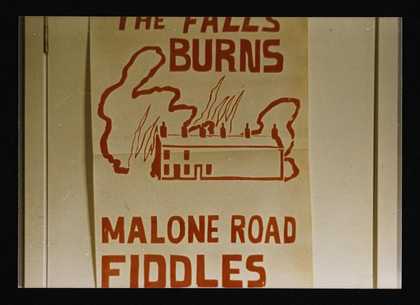 THE FALLS
BURNS
MALONE ROAD
FIDDLES